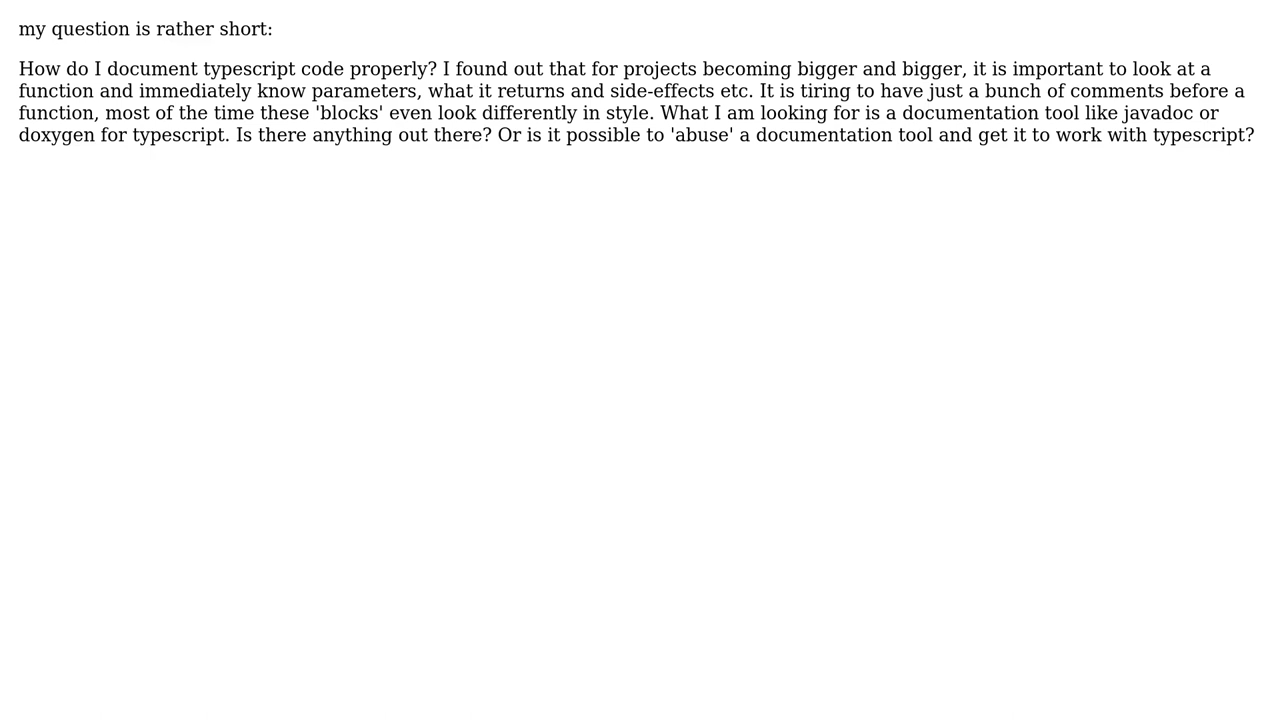 my question is rather short:
How do I document typescript code properly? I found out that for projects becoming bigger and bigger, it is important to look at a
function and immediately know parameters, what it returns and side-effects etc. It is tiring to have just a bunch of comments before a
function, most of the time these 'blocks' even look differently in style. What I am looking for is a documentation tool like javadoc or
doxygen for typescript. Is there anything out there? Or is it possible to 'abuse' a documentation tool and get it to work with typescript?